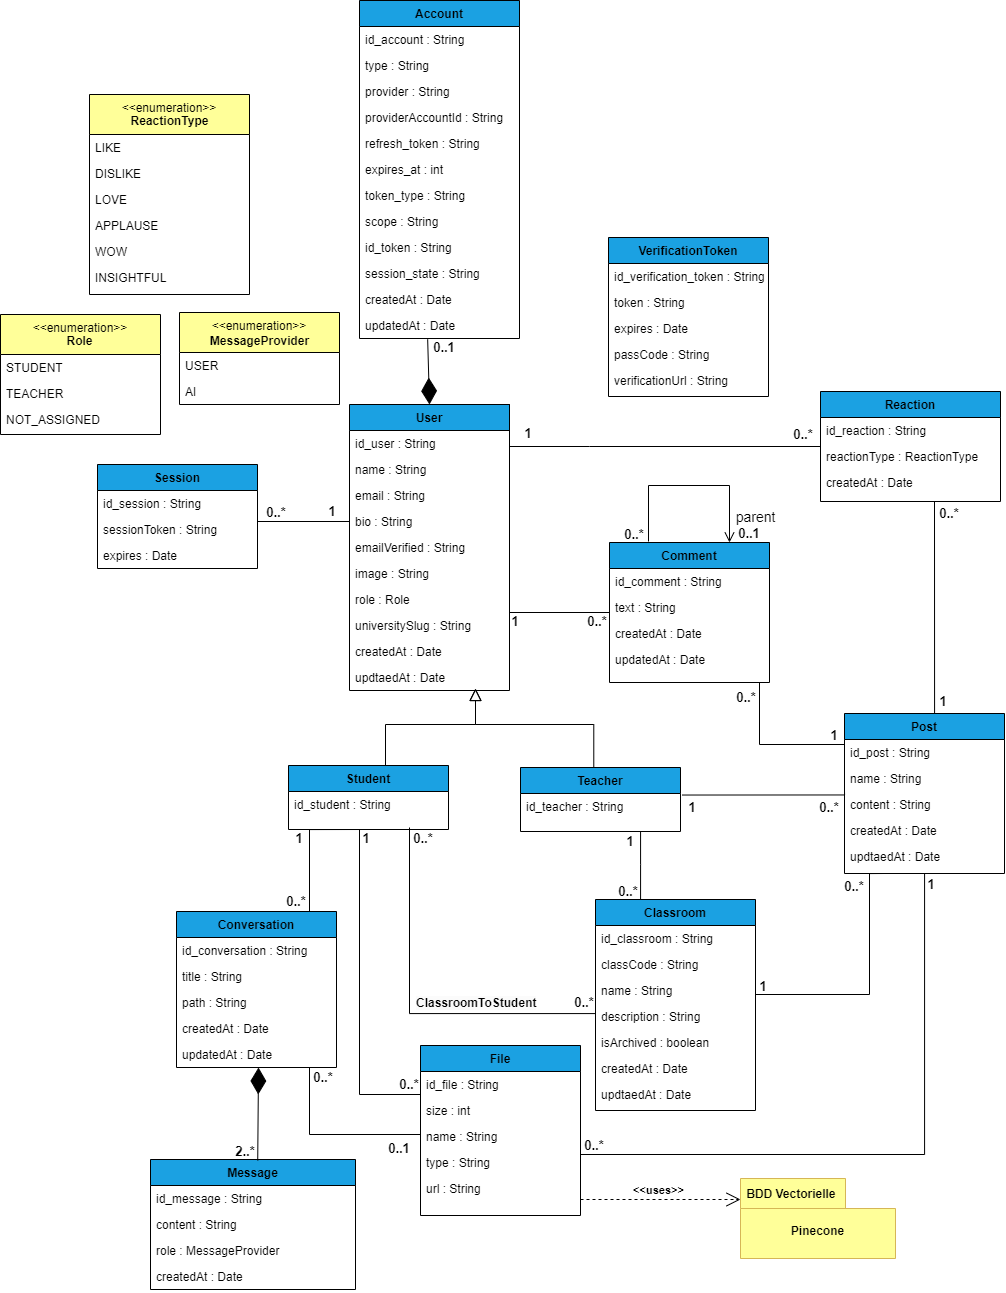 Account
id_account : String
type : String
provider : String
providerAccountId : String
refresh_token : String
expires_at : int
token_type : String
scope : String
id_token : String
session_state : String
createdAt : Date
updatedAt : Date
0..1
<<enumeration>>
ReactionType
LIKE
DISLIKE
LOVE
APPLAUSE
WOW
INSIGHTFUL
<<enumeration>>
Role
STUDENT
TEACHER
NOT_ASSIGNED
<<enumeration>>
MessageProvider
USER
AI
VerificationToken
id_verification_token : String
token : String
expires : Date
passCode : String
verificationUrl : String
User
id_user : String
name : String
email : String
bio : String
emailVerified : String
image : String
role : Role
universitySlug : String
createdAt : Date
updtaedAt : Date
1
0..*
Reaction
id_reaction : String
reactionType : ReactionType
createdAt : Date
0..*
Session
id_session : String
sessionToken : String
expires : Date
0..*
1
parent
0..*
0..1
Comment
id_comment : String
text : String
createdAt : Date
updatedAt : Date
1
0..*
0..*
1
1
Post
id_post : String
name : String
content : String
createdAt : Date
updtaedAt : Date
Student
id_student : String
Teacher
id_teacher : String
1
0..*
1
1
0..*
1
0..*
1
0..*
0..*
Conversation
id_conversation : String
title : String
path : String
createdAt : Date
updatedAt : Date
Classroom
id_classroom : String
classCode : String
name : String
description : String
isArchived : boolean
createdAt : Date
updtaedAt : Date
1
ClassroomToStudent
0..*
File
id_file : String
size : int
name : String
type : String
url : String
0..*
0..*
0..1
0..*
2..*
Message
id_message : String
content : String
role : MessageProvider
createdAt : Date
<<uses>>
BDD Vectorielle
Pinecone